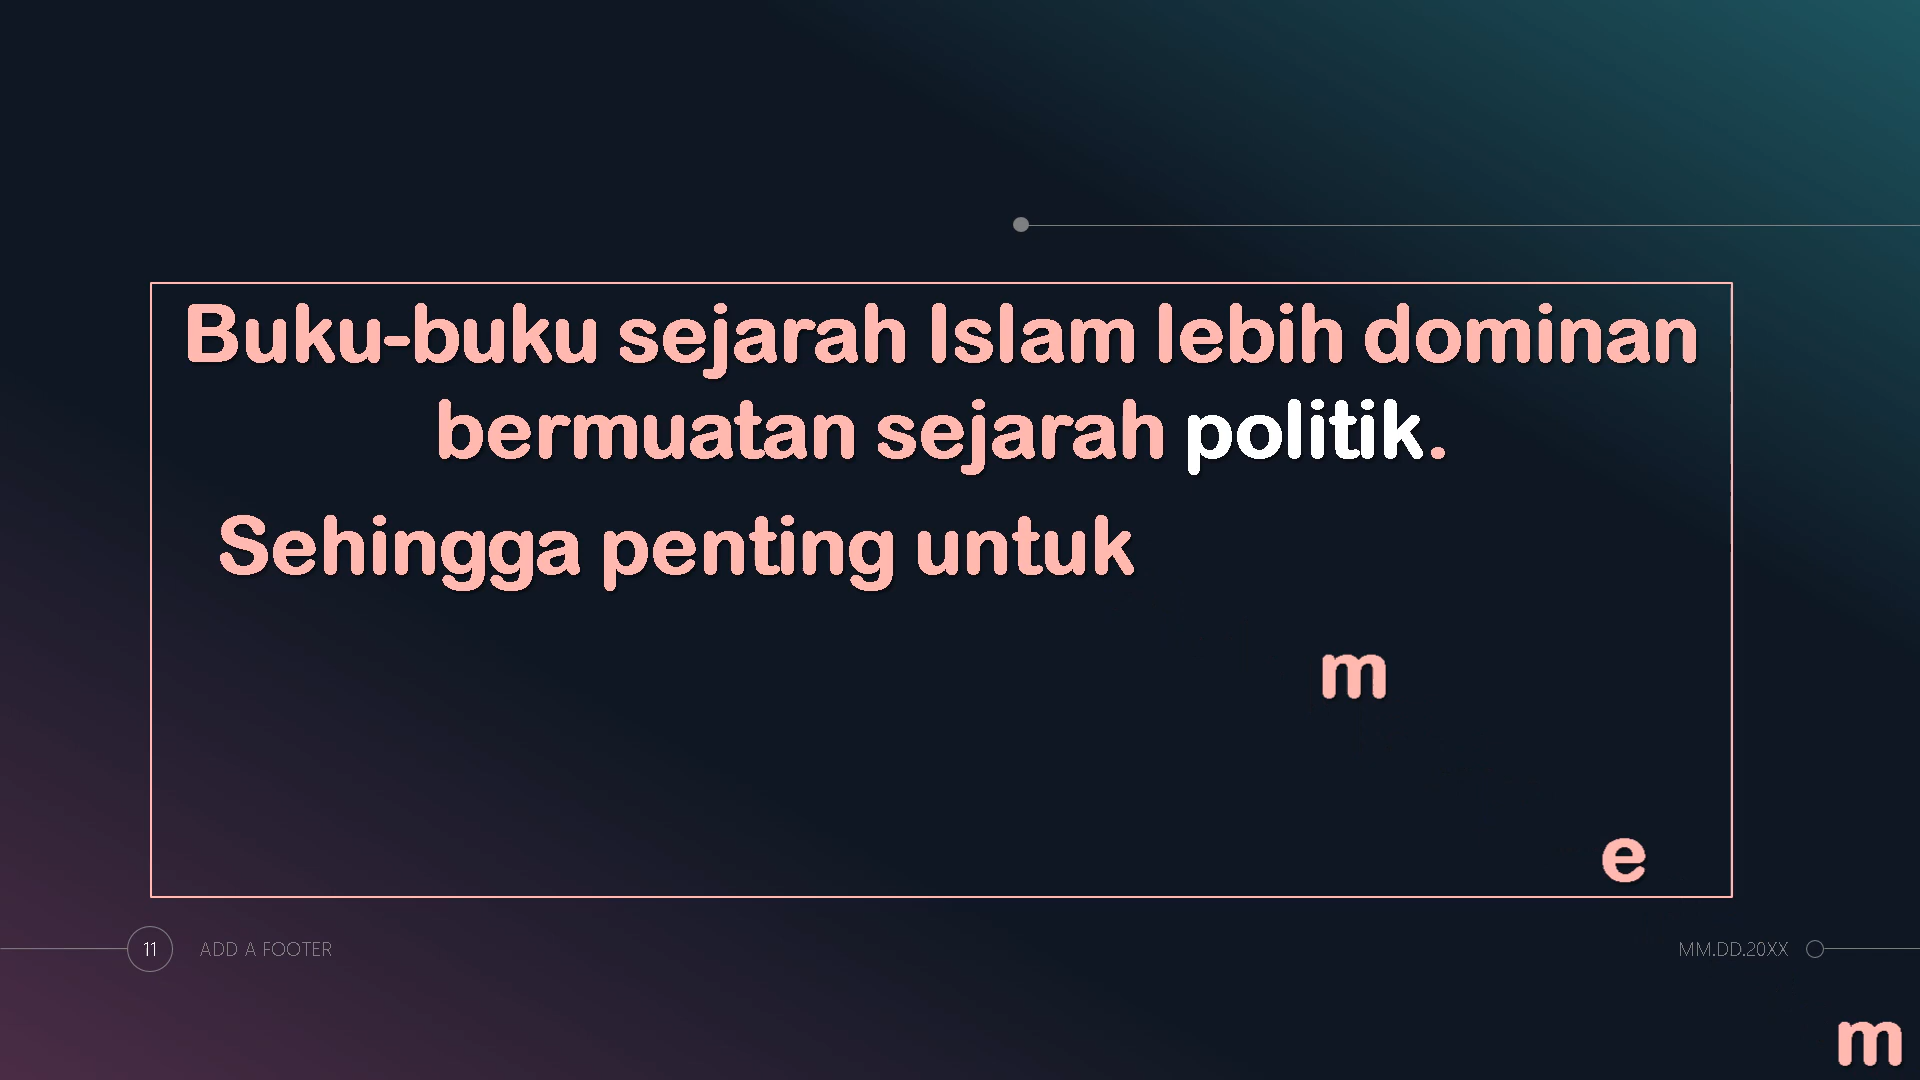 Buku-buku sejarah Islam lebih dominan
bermuatan sejarah politik.
Sehingga penting untuk
m
e
11 ADD A FOOTER
MM.DD.20XX
m